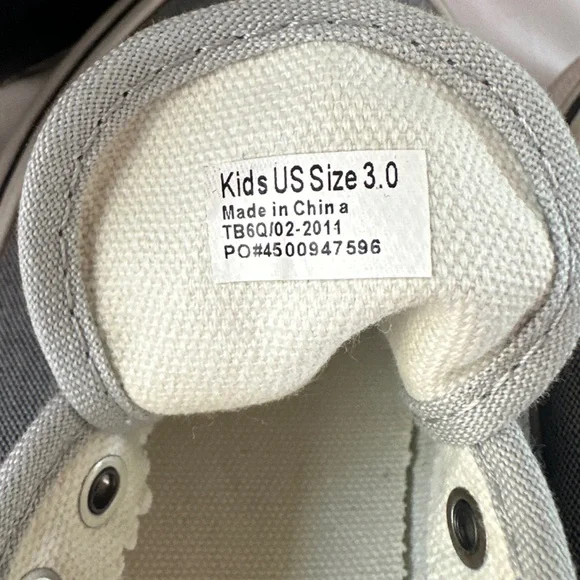 Kids US Size 3.0
Made in China
TB6Q/02-2011
PO#4500947596